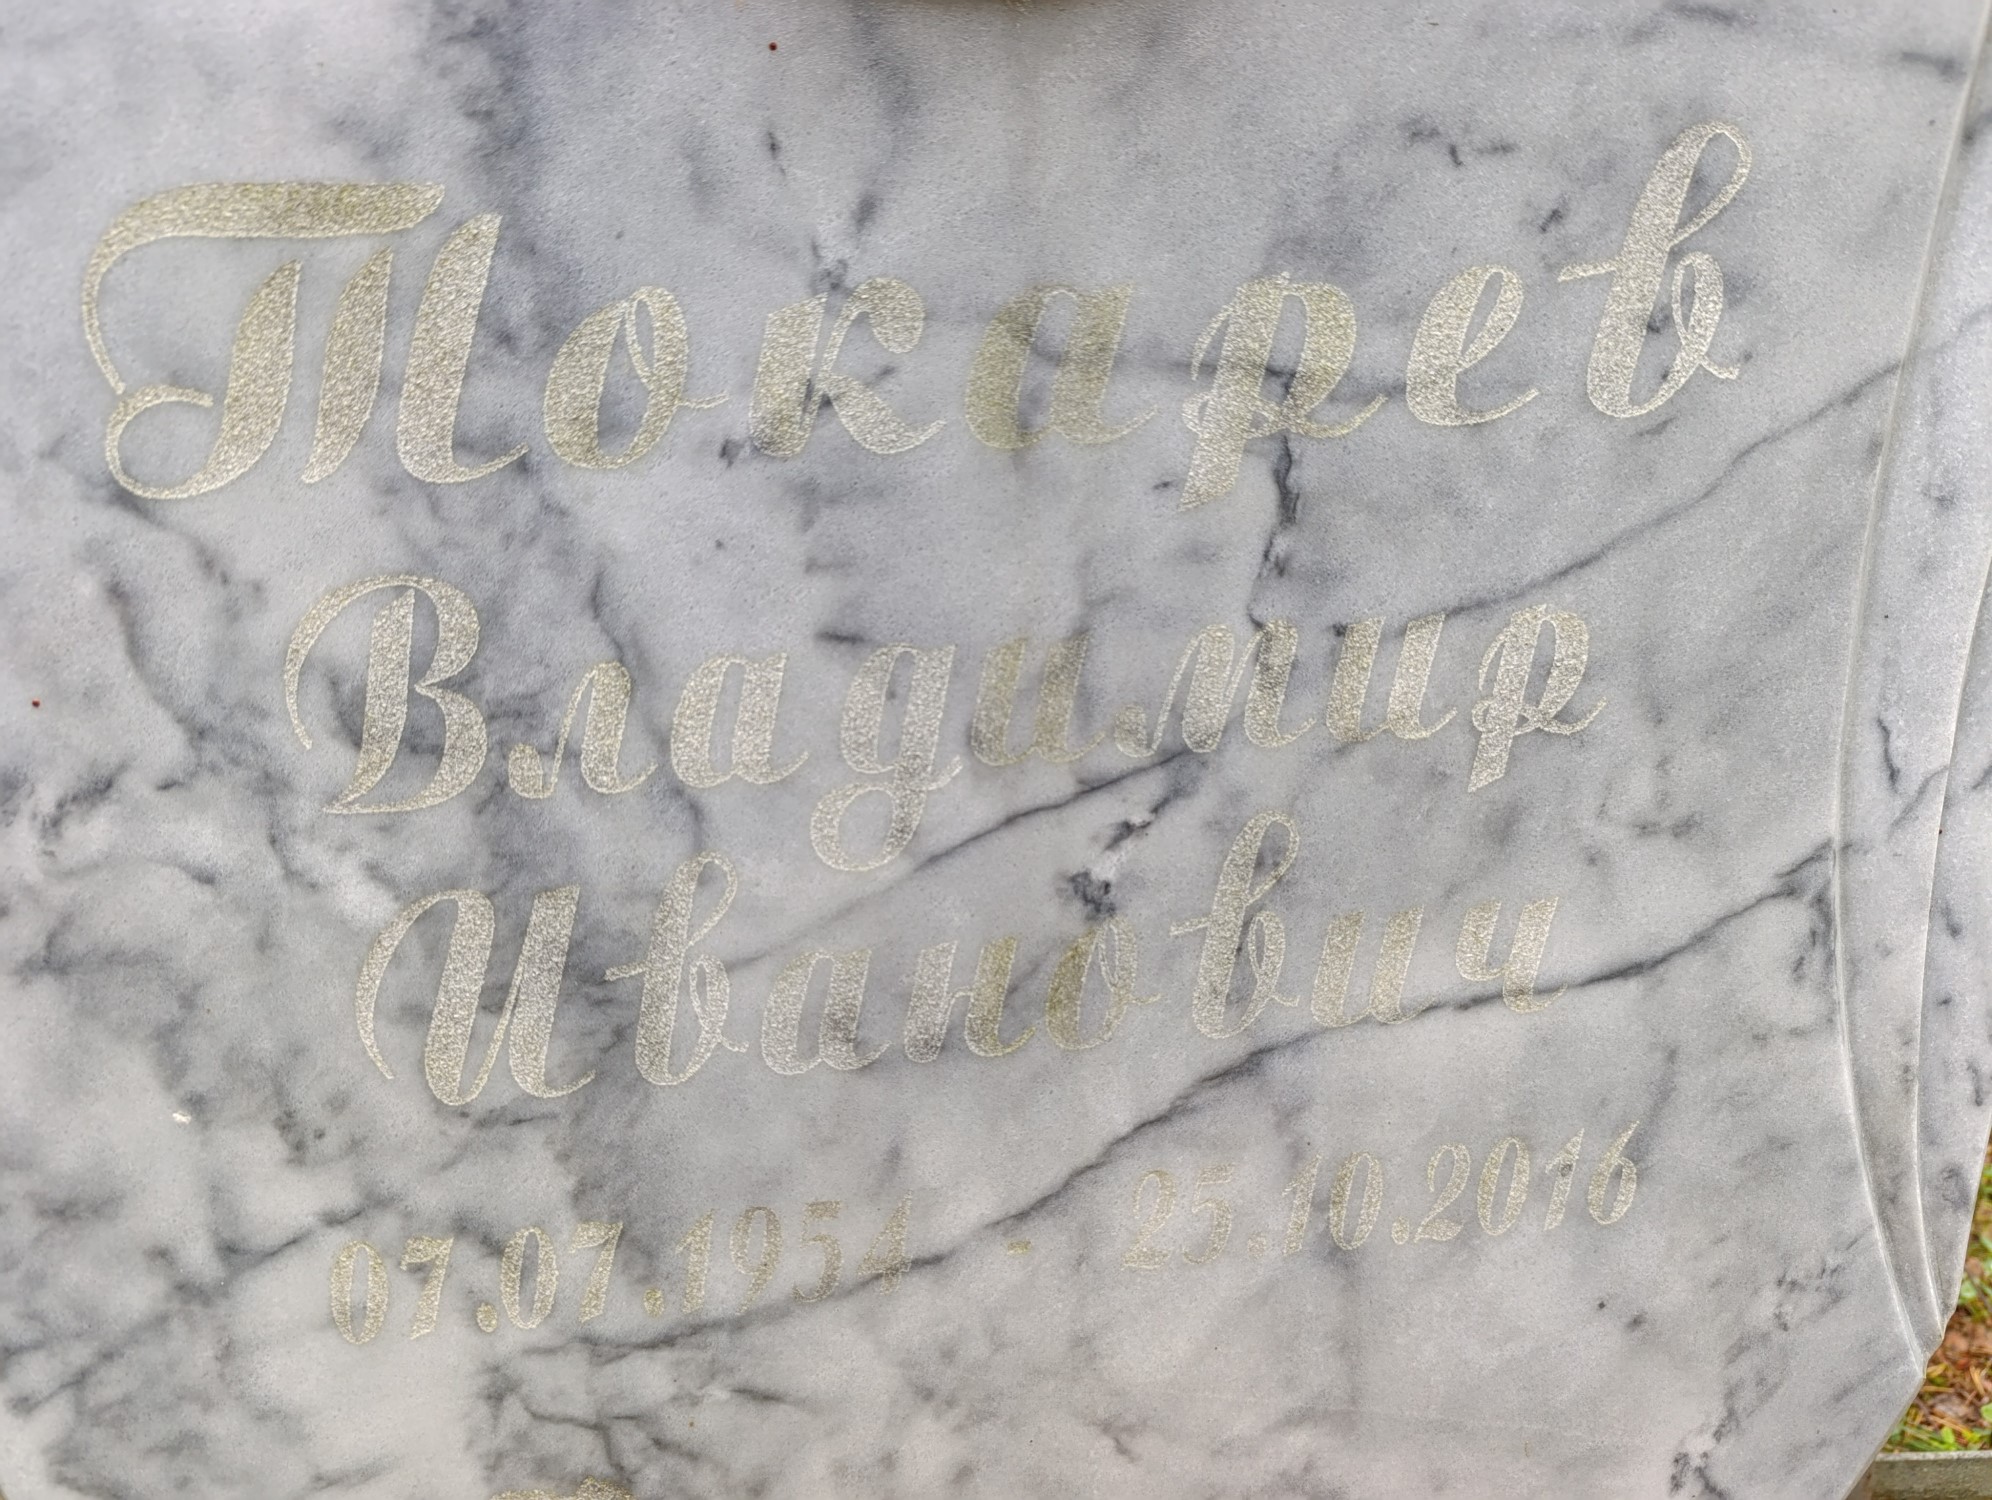 Токарев
Владимир
Иванович
07.07.1954 - 25.10.2016